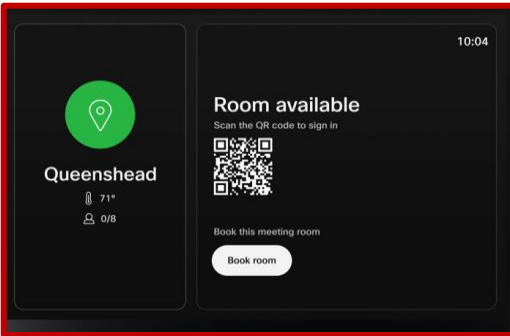 Queenshead
71°
0/8
10:04
Room available
Scan the QR code to sign in
Book this meeting room
Book room